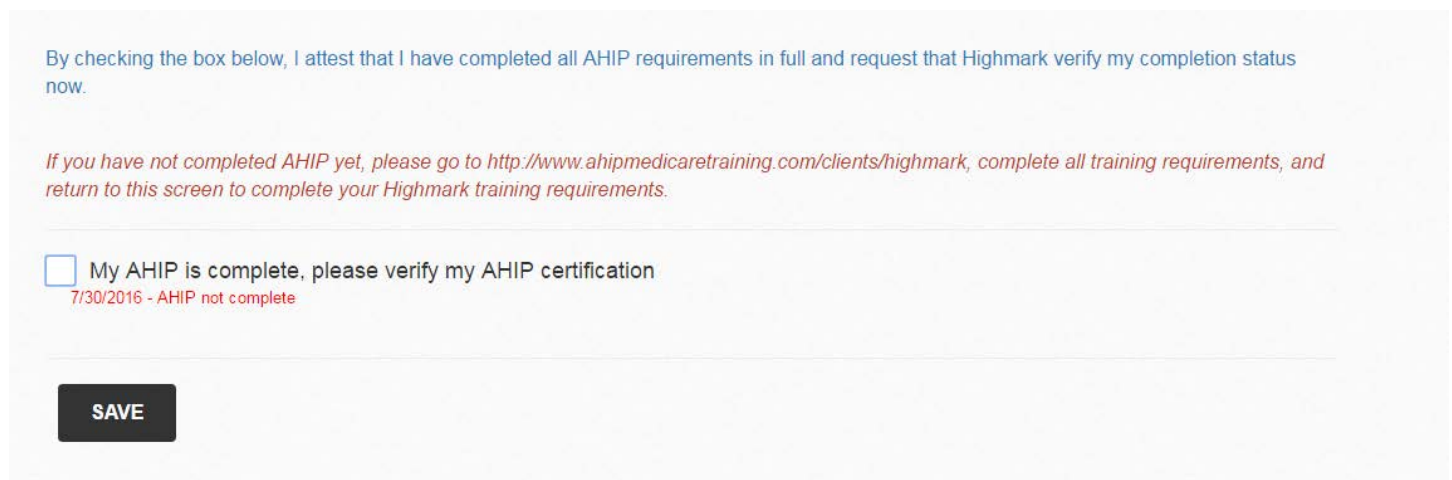 By checking the box below, I attest that I have completed all AHIP requirements in full and request that Highmark verify my completion status
now.
If you have not completed AHIP yet, please go to http://www.ahipmedicaretraining.com/clients/highmark, complete all training requirements, and
return to this screen to complete your Highmark training requirements.
My AHIP is complete, please verify my AHIP certification
7/30/2016 - AHIP not complete
SAVE